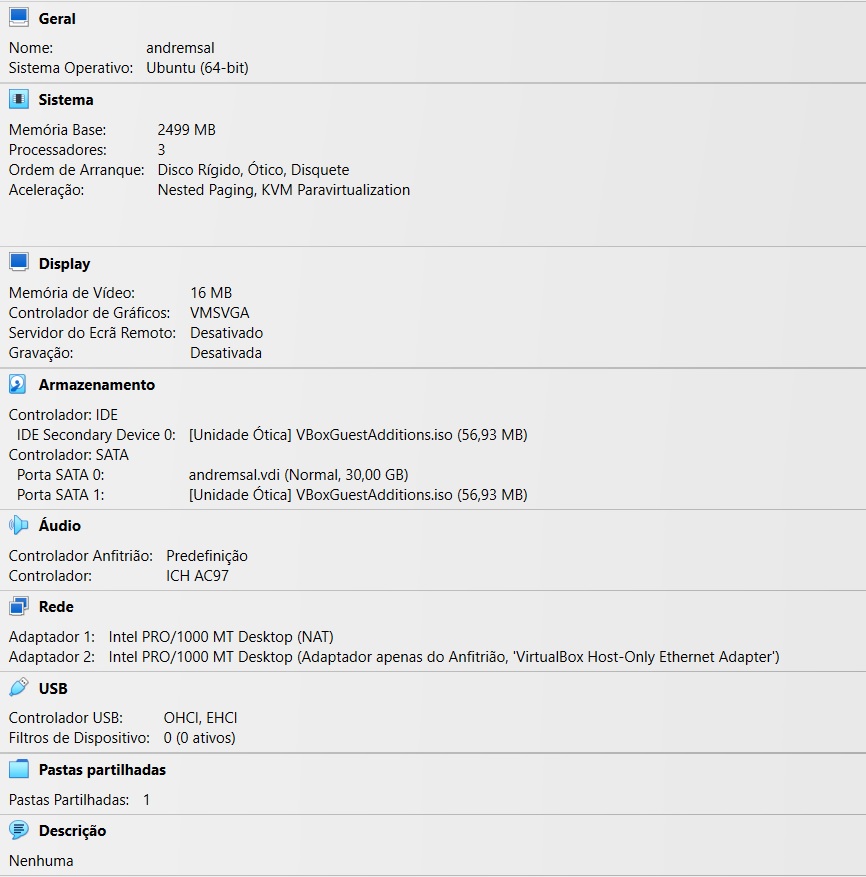 Geral
Nome: andremsal
Sistema Operativo: Ubuntu (64-bit)
Sistema
Memória Base: 2499 MB
Processadores: 3
Ordem de Arranque: Disco Rígido, Ótico, Disquete
Aceleração: Nested Paging, KVM Paravirtualization
Display
Memória de Vídeo: 16 MB
Controlador de Gráficos: VMSVGA
Servidor do Ecrã Remoto: Desativado
Gravação: Desativada
Armazenamento
Controlador: IDE
IDE Secondary Device 0: [Unidade Ótica] VBoxGuestAdditions.iso (56,93 MB)
Controlador: SATA
Porta SATA 0: andremsal.vdi (Normal, 30,00 GB)
Porta SATA 1: [Unidade Ótica] VBoxGuestAdditions.iso (56,93 MB)
Áudio
Controlador Anfitrião: Predefinição
Controlador: ICH AC97
Rede
Adaptador 1: Intel PRO/1000 MT Desktop (NAT)
Adaptador 2: Intel PRO/1000 MT Desktop (Adaptador apenas do Anfitrião, 'VirtualBox Host-Only Ethernet Adapter')
USB
Controlador USB: OHCI, EHCI
Filtros de Dispositivo: 0 (0 ativos)
Pastas partilhadas
Pastas Partilhadas: 1
Descrição
Nenhuma